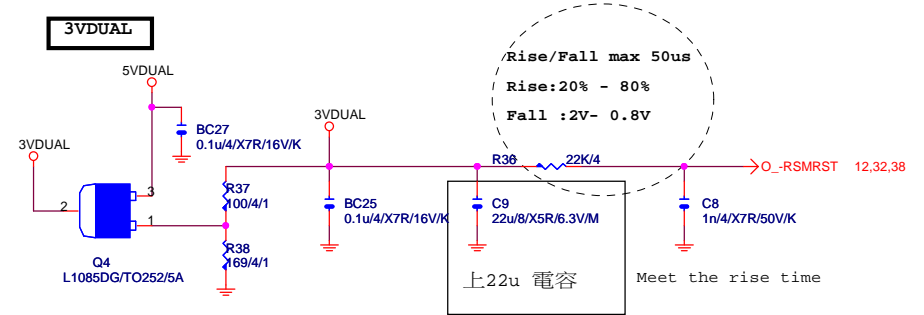 3VDUAL
Rise/Fall max 50us
Rise:20% - 80%
Fall :2V- 0.8V
5VDUAL
BC27
0.1u/4/X7R/16V/K
3VDUAL
3VDUAL
R36
22K/4
O_-RSMRST 12,32,38
3
R37
100/4/1
2
1
BC25
0.1u/4/X7R/16V/K
C9
22u/8/X5R/6.3V/M
C8
1n/4/X7R/50V/K
R38
169/4/1
Q4
L1085DG/TO252/5A
上22u 電容
Meet the rise time